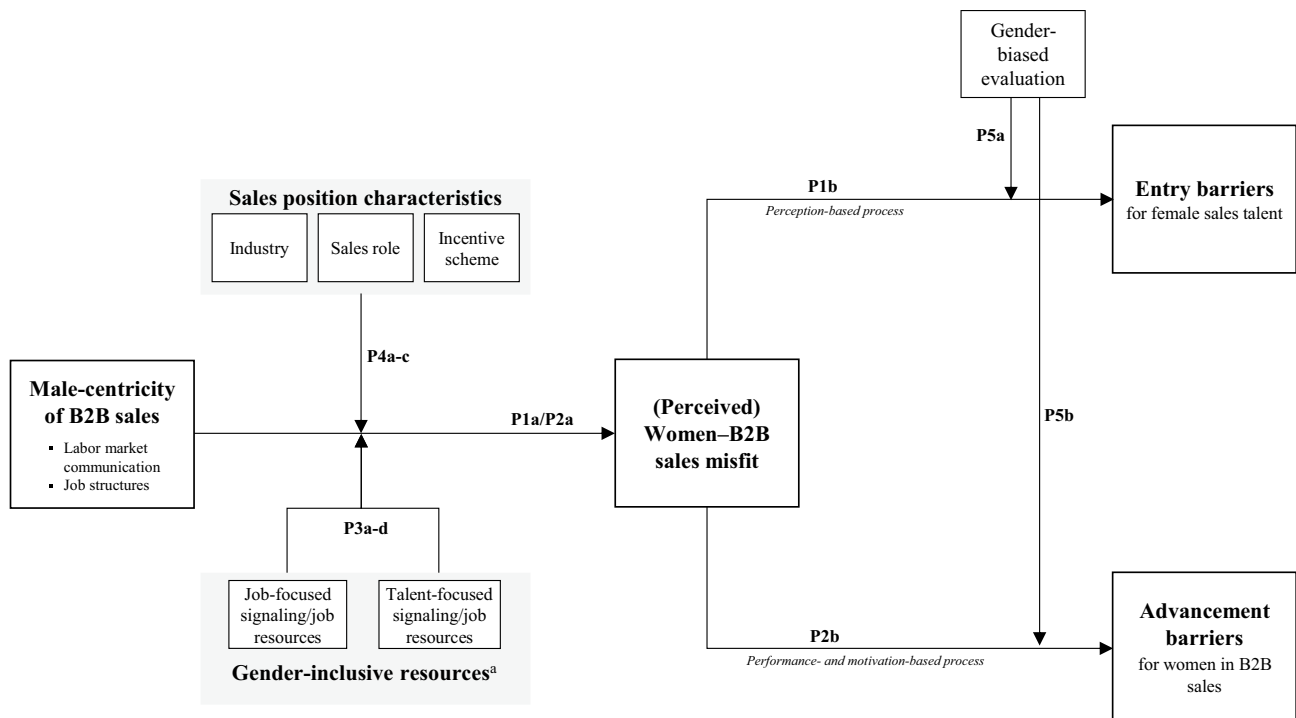 Gender-
biased
evaluation
P5a
Sales position characteristics
Industry
Sales role
Incentive
scheme
P1b
Perception-based process
Entry barriers
for female sales talent
P4a-c
Male-centricity
of B2B sales
▪ Labor market
communication
▪ Job structures
P1a/P2a
(Perceived)
Women–B2B
sales misfit
P5b
P3a-d
Job-focused
signaling/job
resources
Talent-focused
signaling/job
resources
Gender-inclusive resourcesᵃ
P2b
Performance- and motivation-based process
Advancement
barriers
for women in B2B
sales